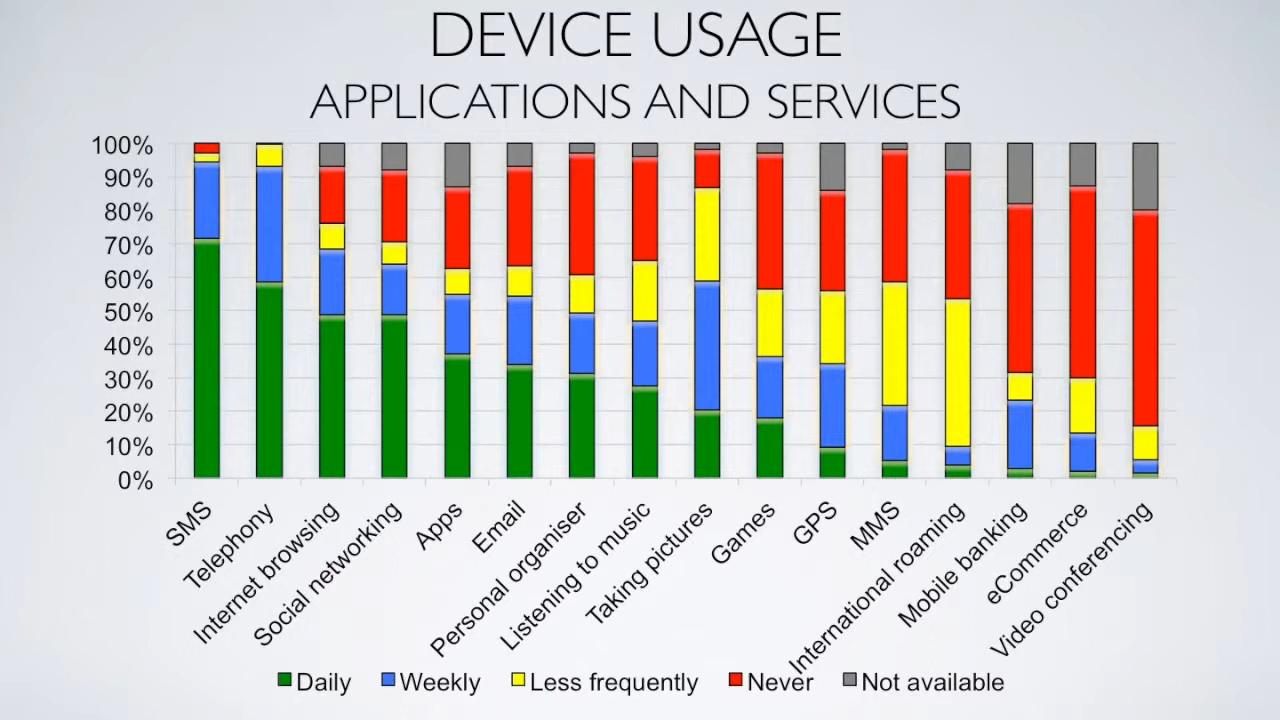 DEVICE USAGE
APPLICATIONS AND SERVICES
100%
90%
80%
70%
60%
50%
40%
30%
20%
10%
0%
SMS
Telephony
Internet browsing
Social networking
Apps
Email
Personal organiser
Listening to music
Taking pictures
Games
GPS
MMS
International roaming
Mobile banking
eCommerce
Video conferencing
Daily Weekly Less frequently Never Not available